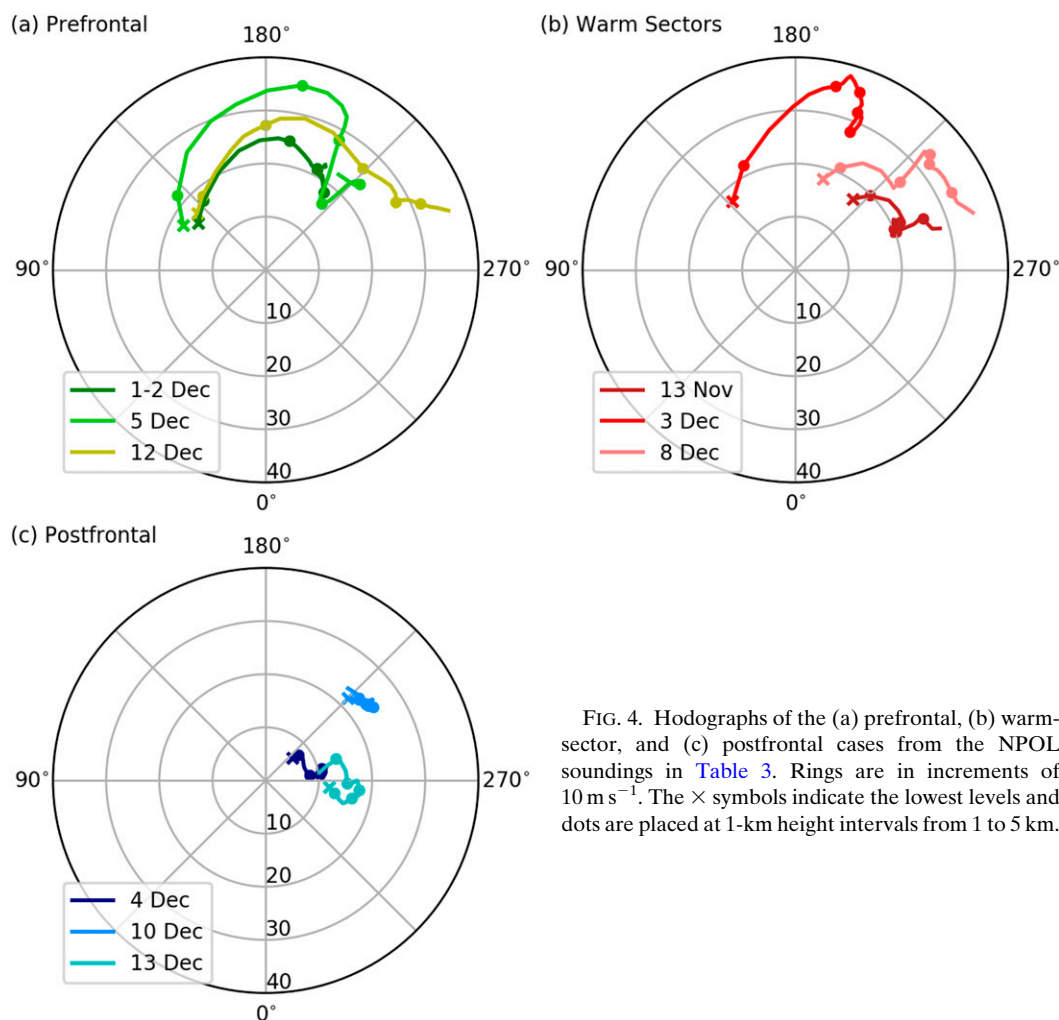 (a) Prefrontal
180°
90°
270°
10
20
30
40
0°
1-2 Dec
5 Dec
12 Dec
(b) Warm Sectors
180°
90°
270°
10
20
30
40
0°
13 Nov
3 Dec
8 Dec
(c) Postfrontal
180°
90°
270°
10
20
30
40
0°
4 Dec
10 Dec
13 Dec
FIG. 4. Hodographs of the (a) prefrontal, (b) warm-
sector, and (c) postfrontal cases from the NPOL
soundings in Table 3. Rings are in increments of
10 m s⁻¹. The × symbols indicate the lowest levels and
dots are placed at 1-km height intervals from 1 to 5 km.